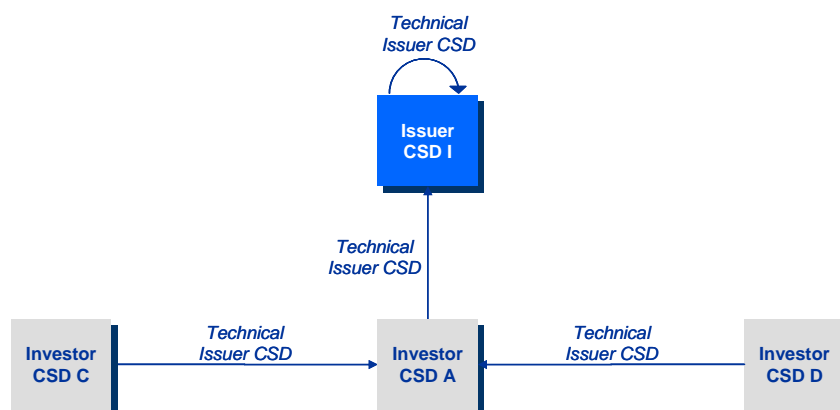 Technical
Issuer CSD
Issuer
CSD I
Technical
Issuer CSD
Investor
CSD C
Technical
Issuer CSD
Investor
CSD A
Technical
Issuer CSD
Investor
CSD D